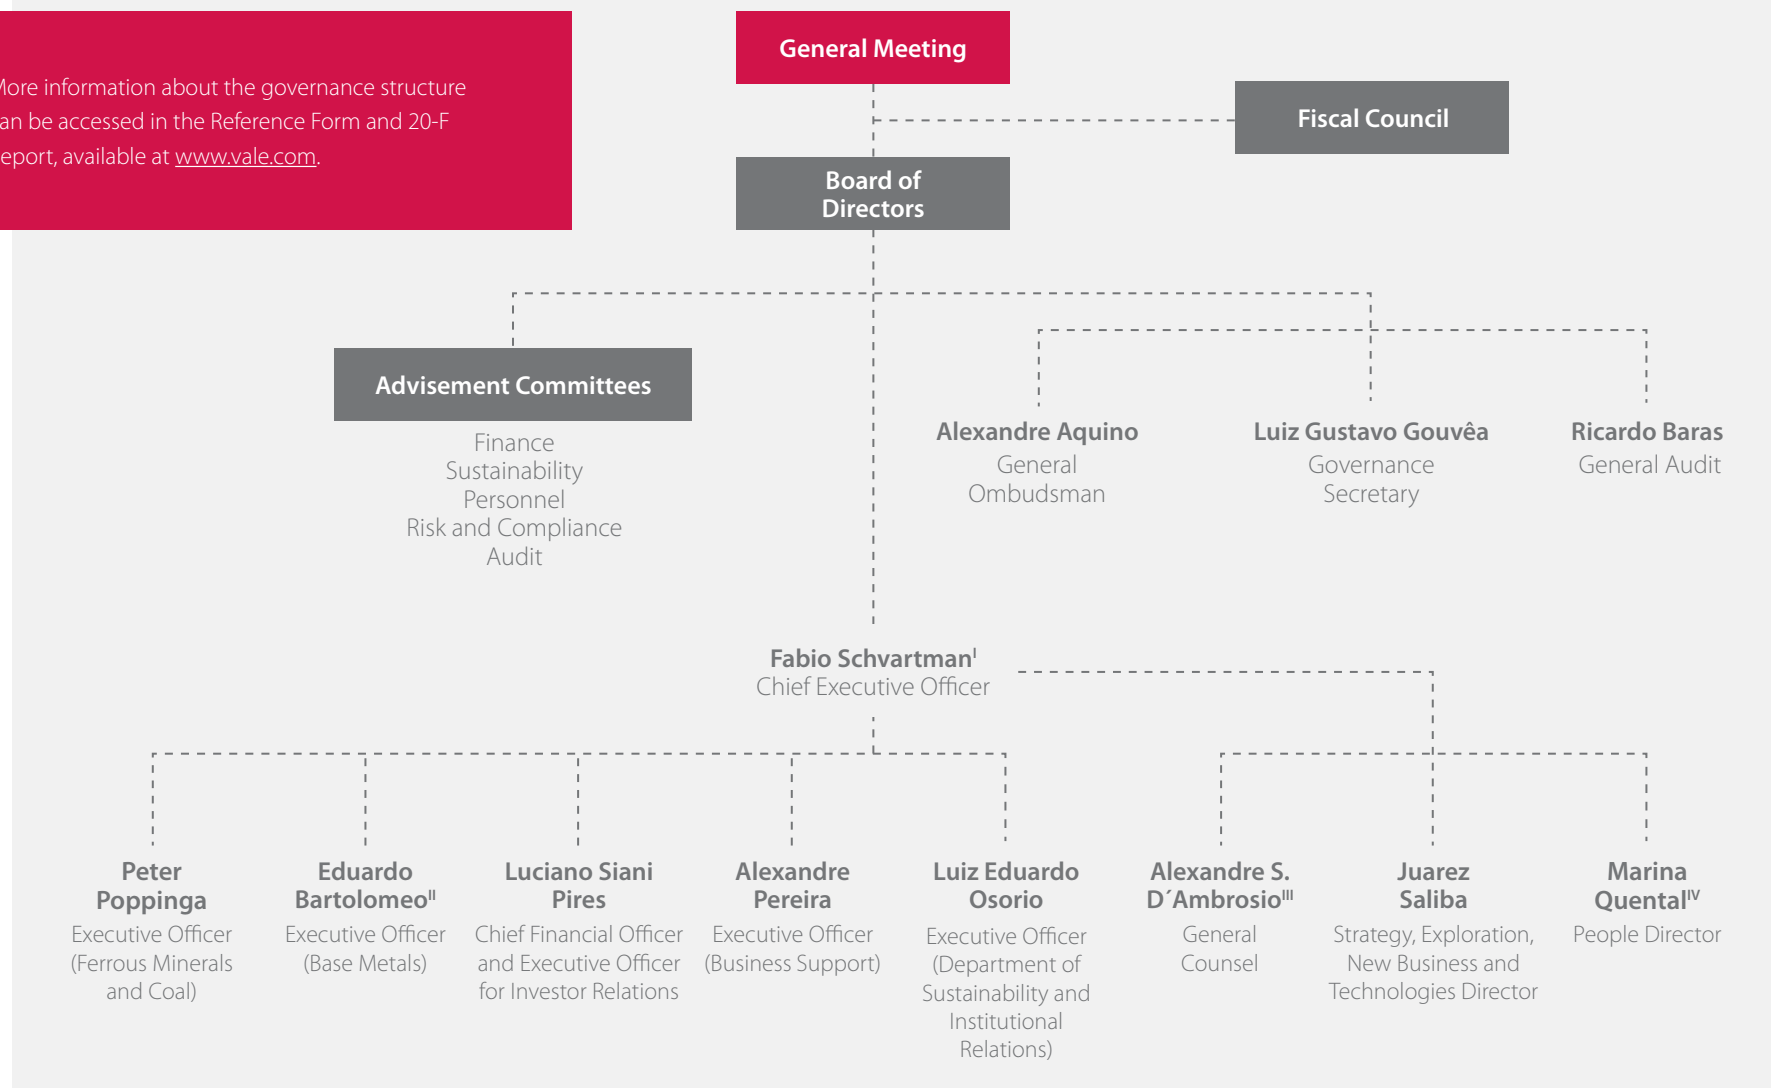 More information about the governance structure
can be accessed in the Reference Form and 20-F
report, available at www.vale.com.
General Meeting
Fiscal Council
Board of
Directors
Advisement Committees
Finance
Sustainability
Personnel
Risk and Compliance
Audit
Alexandre Aquino
General
Ombudsman
Luiz Gustavo Gouvêa
Governance
Secretary
Ricardo Baras
General Audit
Fabio Schvartmanᴵ
Chief Executive Officer
Peter
Poppinga
Executive Officer
(Ferrous Minerals
and Coal)
Eduardo
Bartolomeoᴵᴵ
Executive Officer
(Base Metals)
Luciano Siani
Pires
Chief Financial Officer
and Executive Officer
for Investor Relations
Alexandre
Pereira
Executive Officer
(Business Support)
Luiz Eduardo
Osorio
Executive Officer
(Department of
Sustainability and
Institutional
Relations)
Alexandre S.
D´Ambrosioᴵᴵᴵ
General
Counsel
Juarez
Saliba
Strategy, Exploration,
New Business and
Technologies Director
Marina
Quentalᴵⱽ
People Director